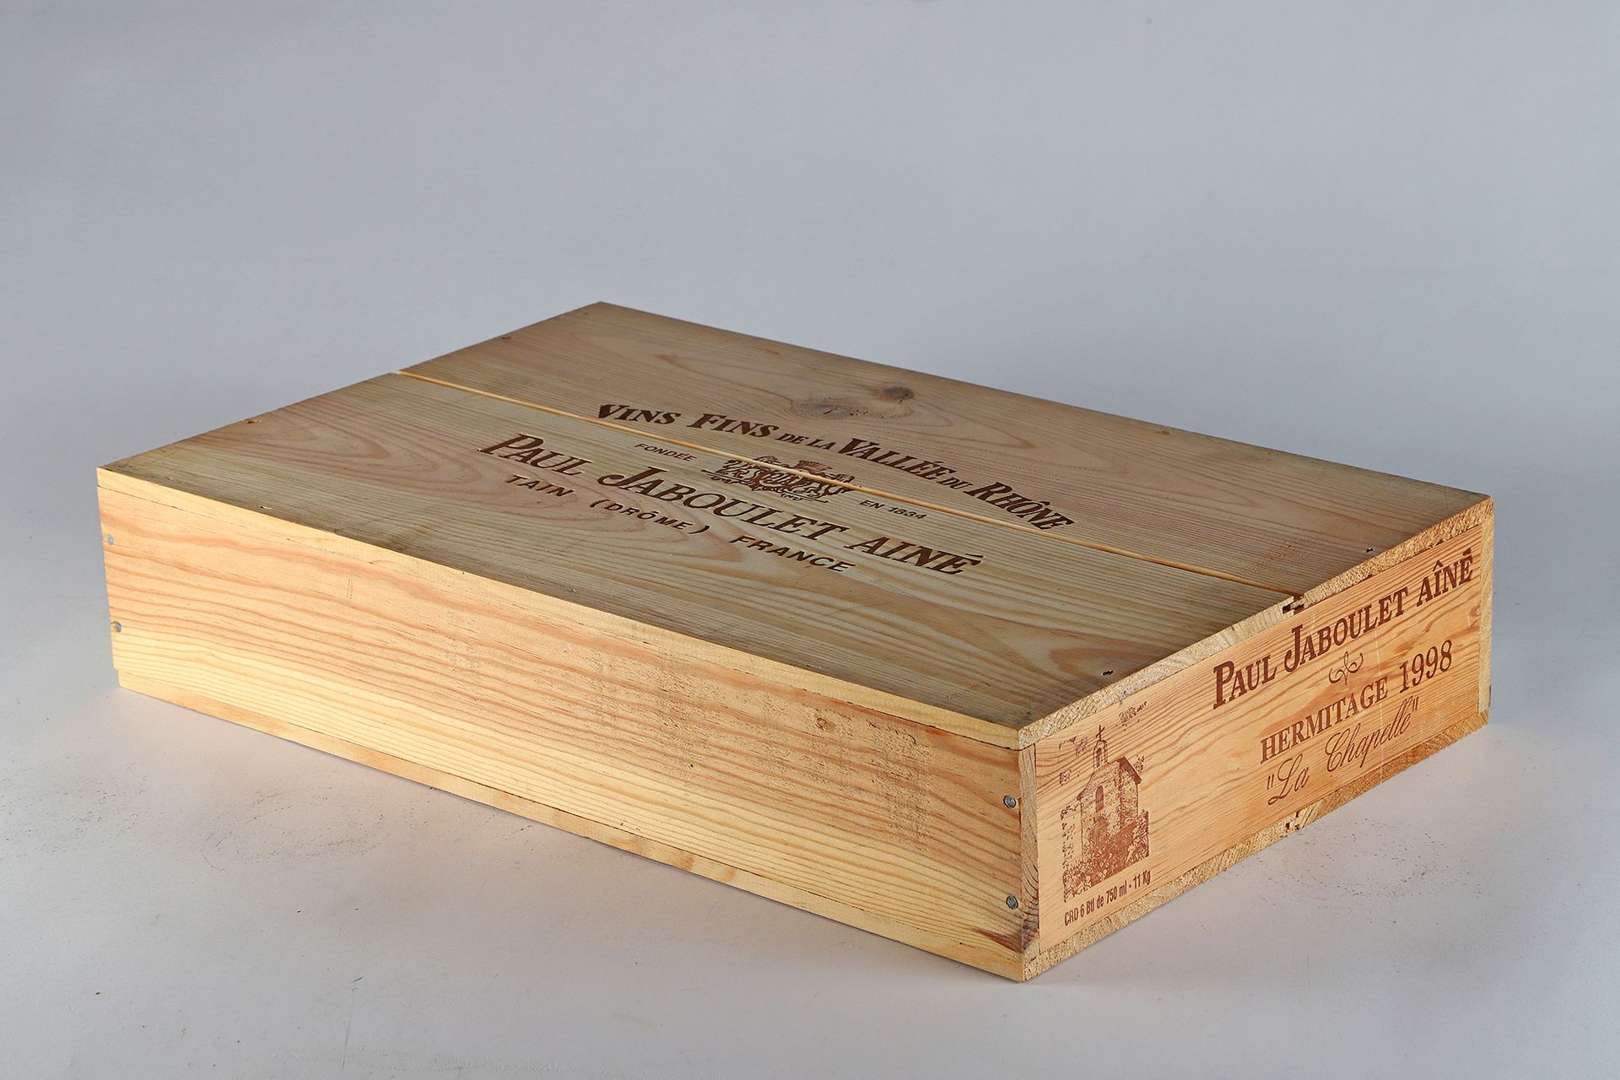 VINS FINS DE LA VALLÉE DU RHÔNE
FONDÉE EN 1834
PAUL JABOULET AINÉ
TAIN (DRÔME) FRANCE
PAUL JABOULET AÎNÉ
HERMITAGE 1998
"La Chapelle"
CRD 6 Btl de 750 ml - 11 Kg